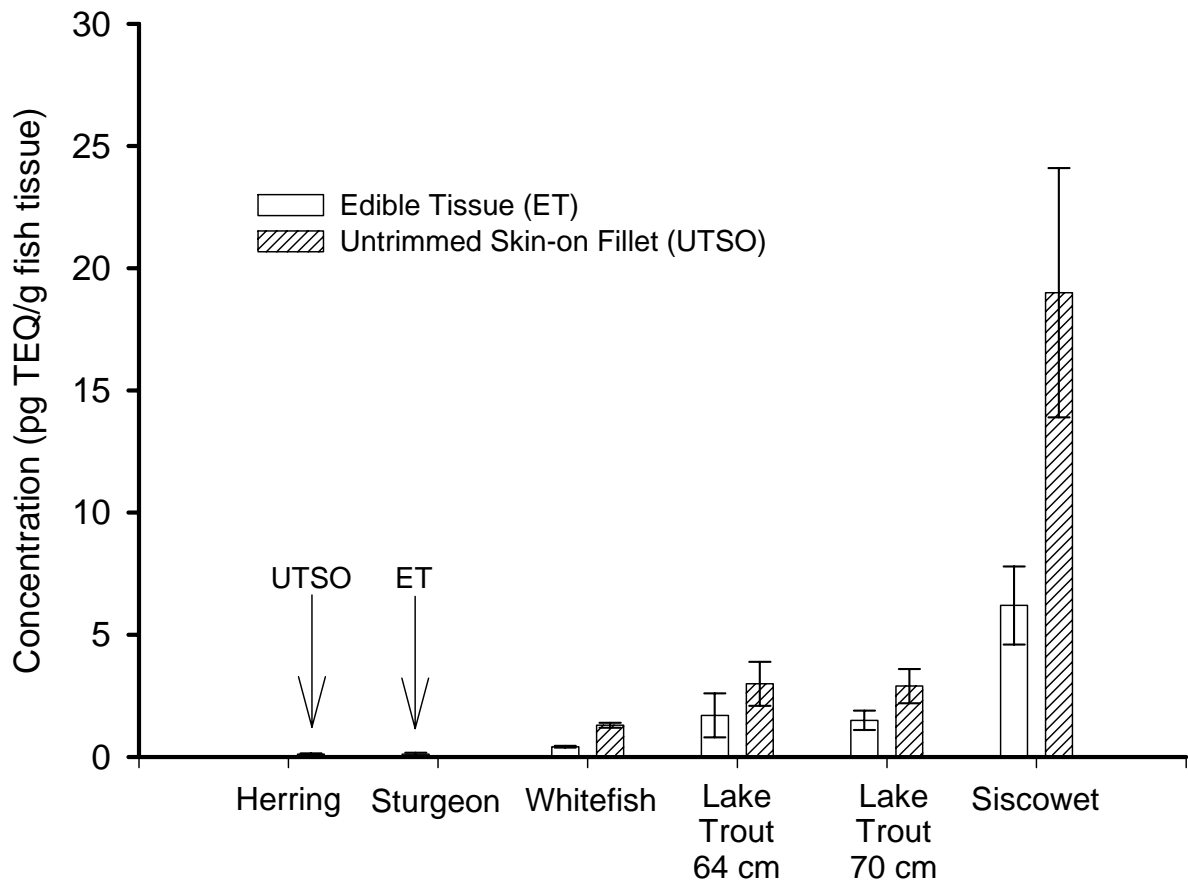 Concentration (pg TEQ/g fish tissue)
30
25
20
15
10
5
0
Edible Tissue (ET)
Untrimmed Skin-on Fillet (UTSO)
UTSO
ET
Herring
Sturgeon
Whitefish
Lake
Trout
64 cm
Lake
Trout
70 cm
Siscowet